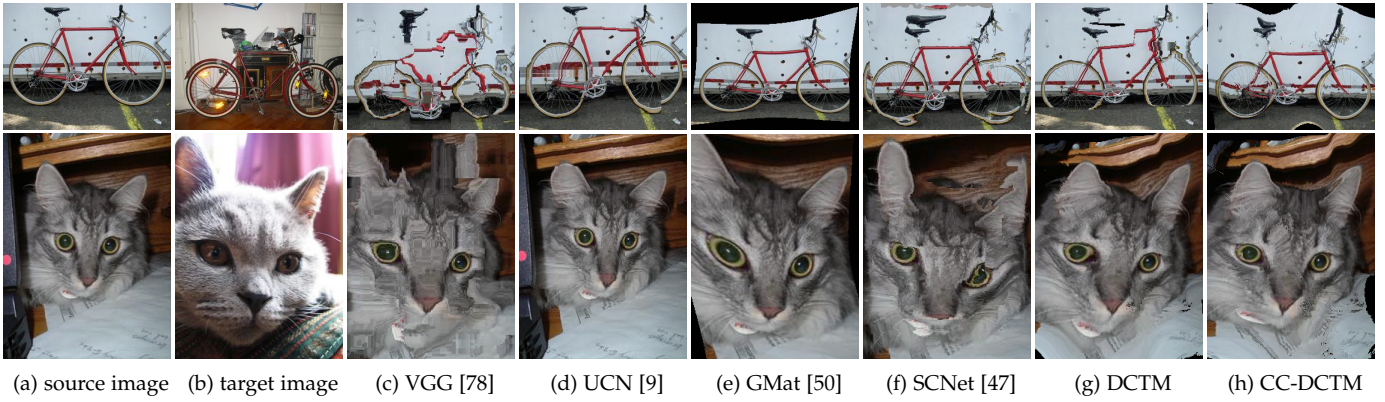 (a) source image
(b) target image
(c) VGG [78]
(d) UCN [9]
(e) GMat [50]
(f) SCNet [47]
(g) DCTM
(h) CC-DCTM